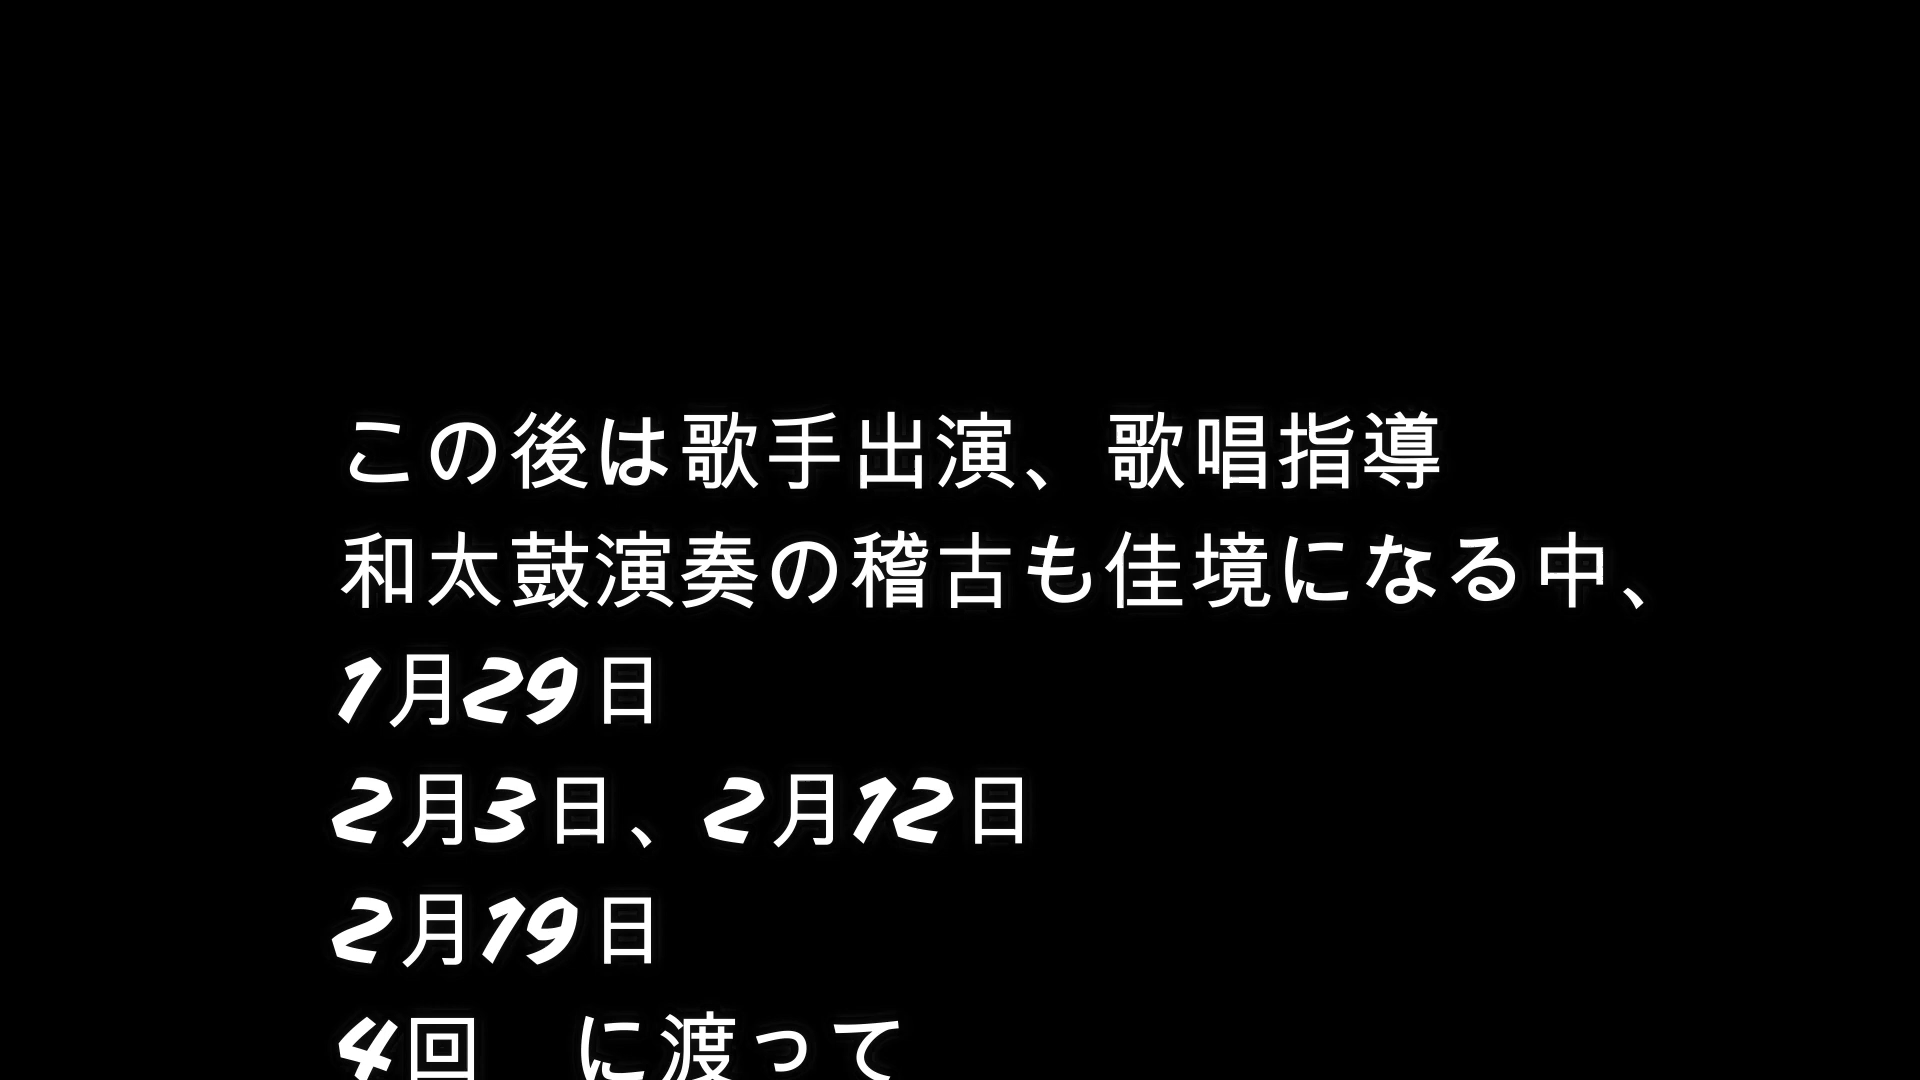 この後は歌手出演、歌唱指導
和太鼓演奏の稽古も佳境になる中、
1月29日
2月3日、2月12日
2月19日
4回　に渡って